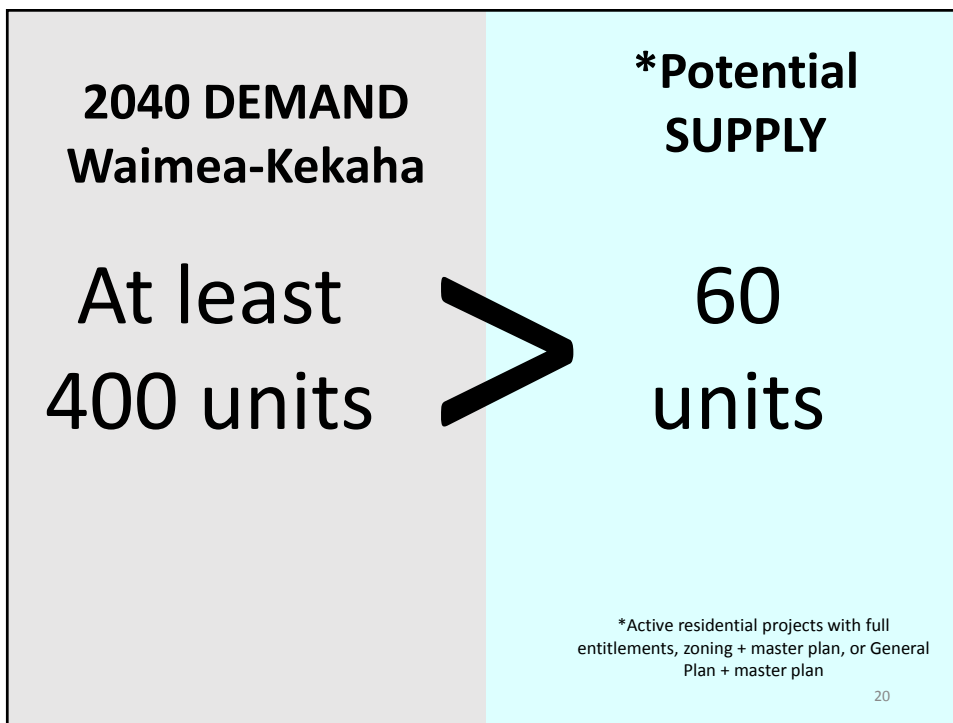 2040 DEMAND
Waimea-Kekaha
At least
400 units
>
*Potential
SUPPLY
60
units
*Active residential projects with full
entitlements, zoning + master plan, or General
Plan + master plan
20